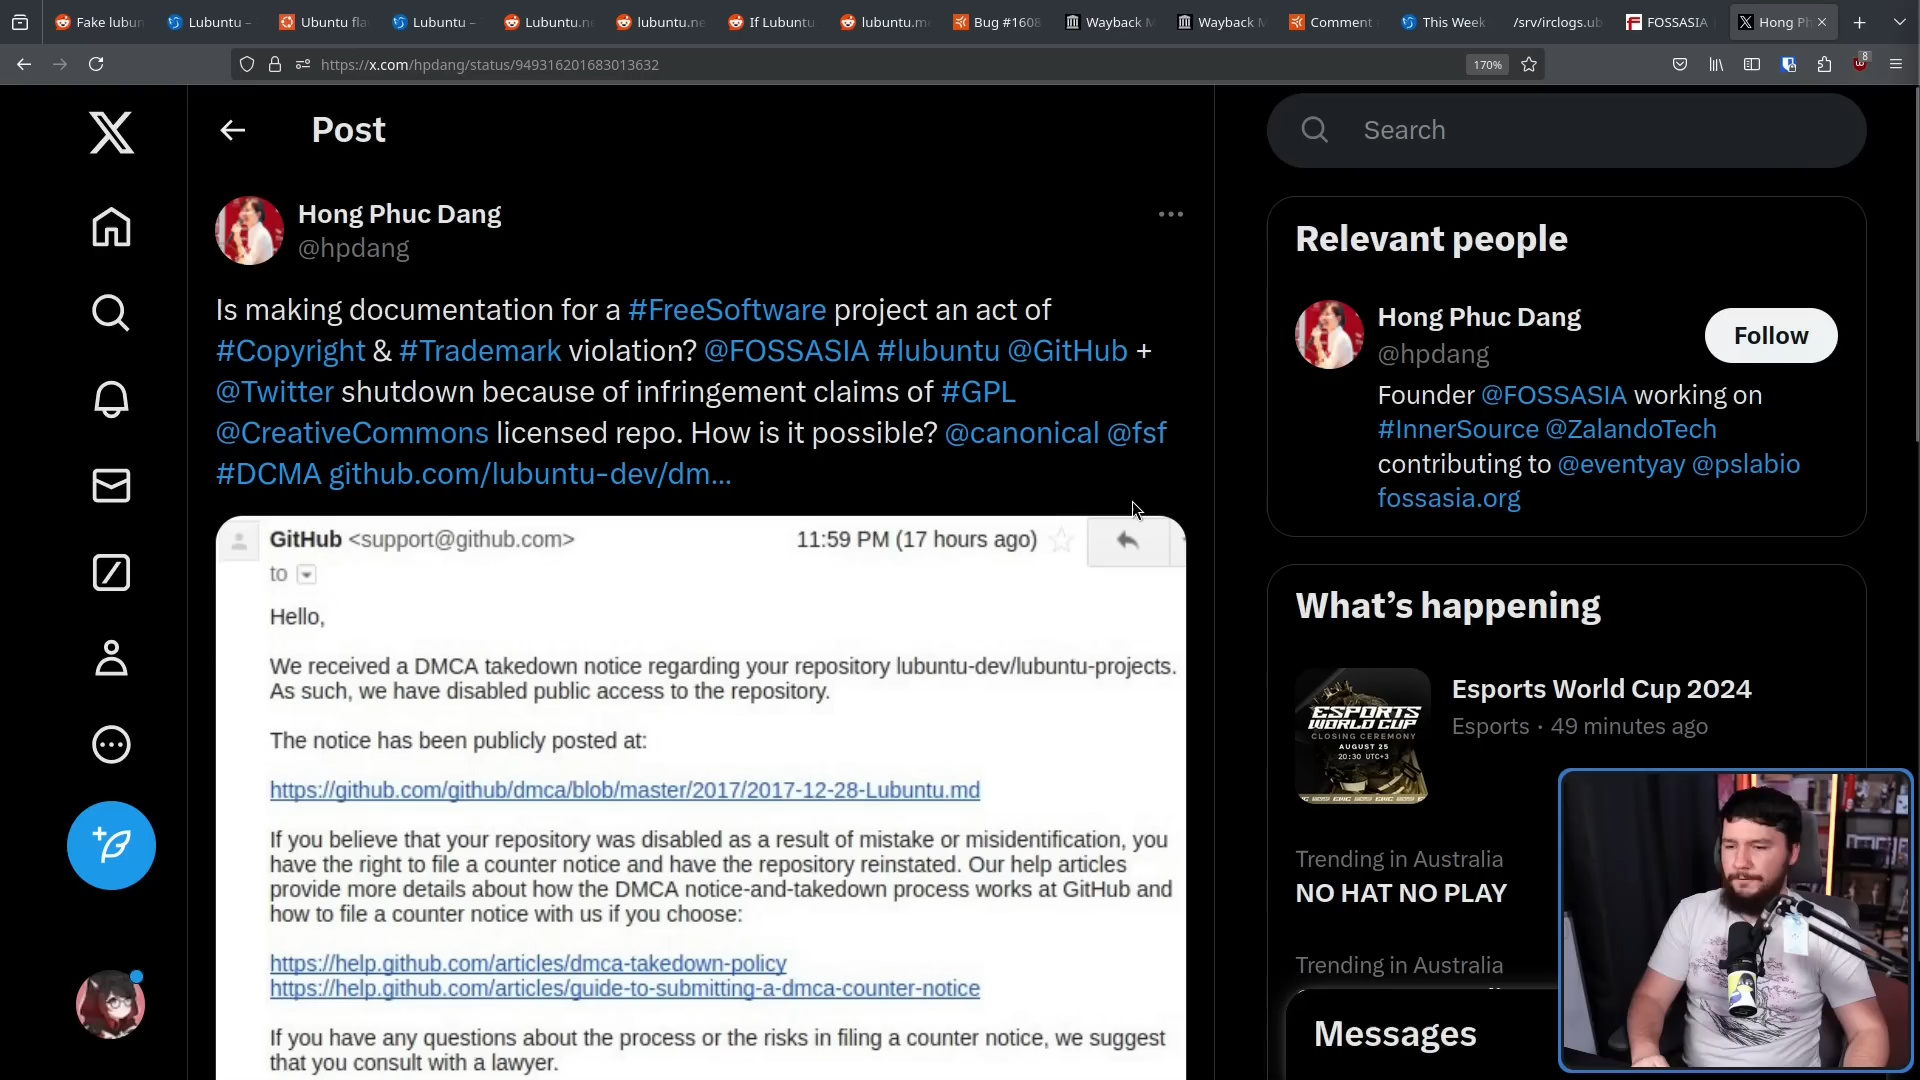 Fake lubun
Lubuntu –
Ubuntu fla
Lubuntu –
Lubuntu.ne
lubuntu.ne
If Lubuntu
lubuntu.m
Bug #1608
Wayback M
Wayback M
Comment
This Week
/srv/irclogs.ub
FOSSASIA
Hong Ph
https://x.com/hpdang/status/949316201683013632
170%
8
Post
Search
Hong Phuc Dang
@hpdang
Is making documentation for a #FreeSoftware project an act of
#Copyright & #Trademark violation? @FOSSASIA #lubuntu @GitHub +
@Twitter shutdown because of infringement claims of #GPL
@CreativeCommons licensed repo. How is it possible? @canonical @fsf
#DCMA github.com/lubuntu-dev/dm…
GitHub <support@github.com>
11:59 PM (17 hours ago)
to
Hello,
We received a DMCA takedown notice regarding your repository lubuntu-dev/lubuntu-projects.
As such, we have disabled public access to the repository.
The notice has been publicly posted at:
https://github.com/github/dmca/blob/master/2017/2017-12-28-Lubuntu.md
If you believe that your repository was disabled as a result of mistake or misidentification, you
have the right to file a counter notice and have the repository reinstated. Our help articles
provide more details about how the DMCA notice-and-takedown process works at GitHub and
how to file a counter notice with us if you choose:
https://help.github.com/articles/dmca-takedown-policy
https://help.github.com/articles/guide-to-submitting-a-dmca-counter-notice
If you have any questions about the process or the risks in filing a counter notice, we suggest
that you consult with a lawyer.
Relevant people
Hong Phuc Dang
@hpdang
Follow
Founder @FOSSASIA working on
#InnerSource @ZalandoTech
contributing to @eventyay @pslabio
fossasia.org
What's happening
ESPORTS
WORLD CUP
CLOSING CEREMONY
AUGUST 25
20:30 UTC+3
Esports World Cup 2024
Esports · 49 minutes ago
Trending in Australia
NO HAT NO PLAY
Trending in Australia
Messages